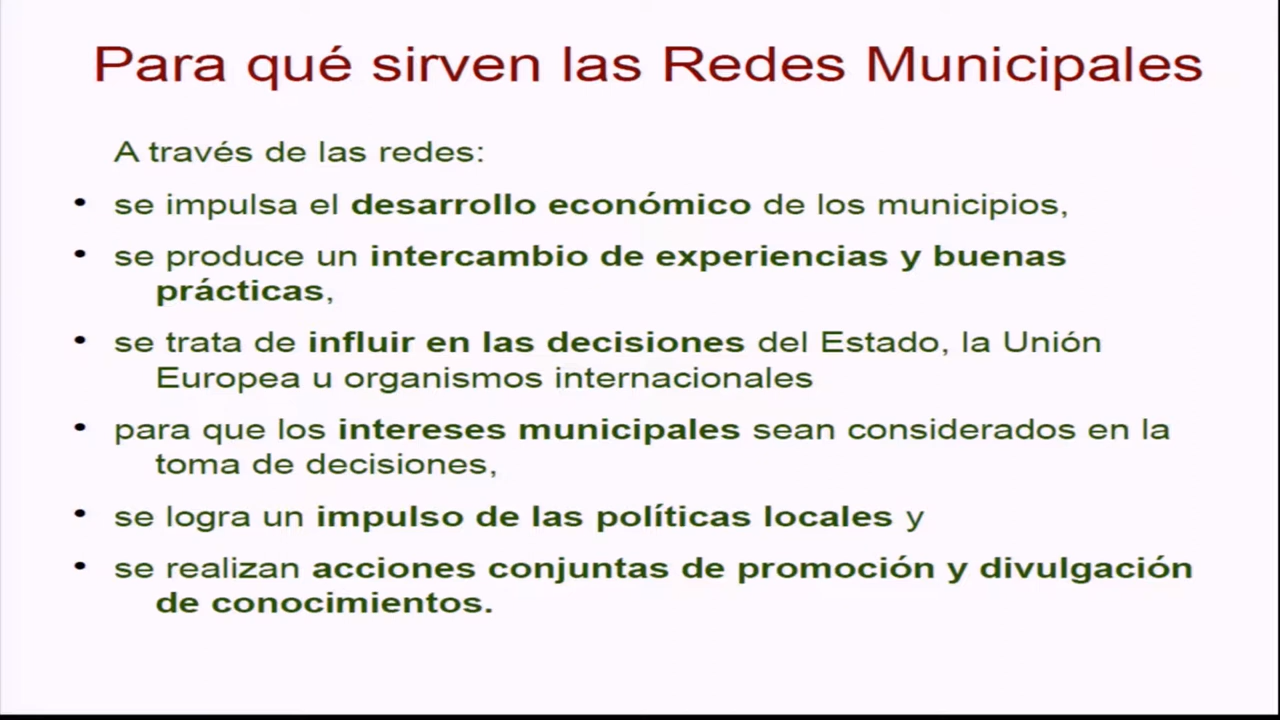 Para qué sirven las Redes Municipales
A través de las redes:
• se impulsa el desarrollo económico de los municipios,
• se produce un intercambio de experiencias y buenas
prácticas,
• se trata de influir en las decisiones del Estado, la Unión
Europea u organismos internacionales
• para que los intereses municipales sean considerados en la
toma de decisiones,
• se logra un impulso de las políticas locales y
• se realizan acciones conjuntas de promoción y divulgación
de conocimientos.